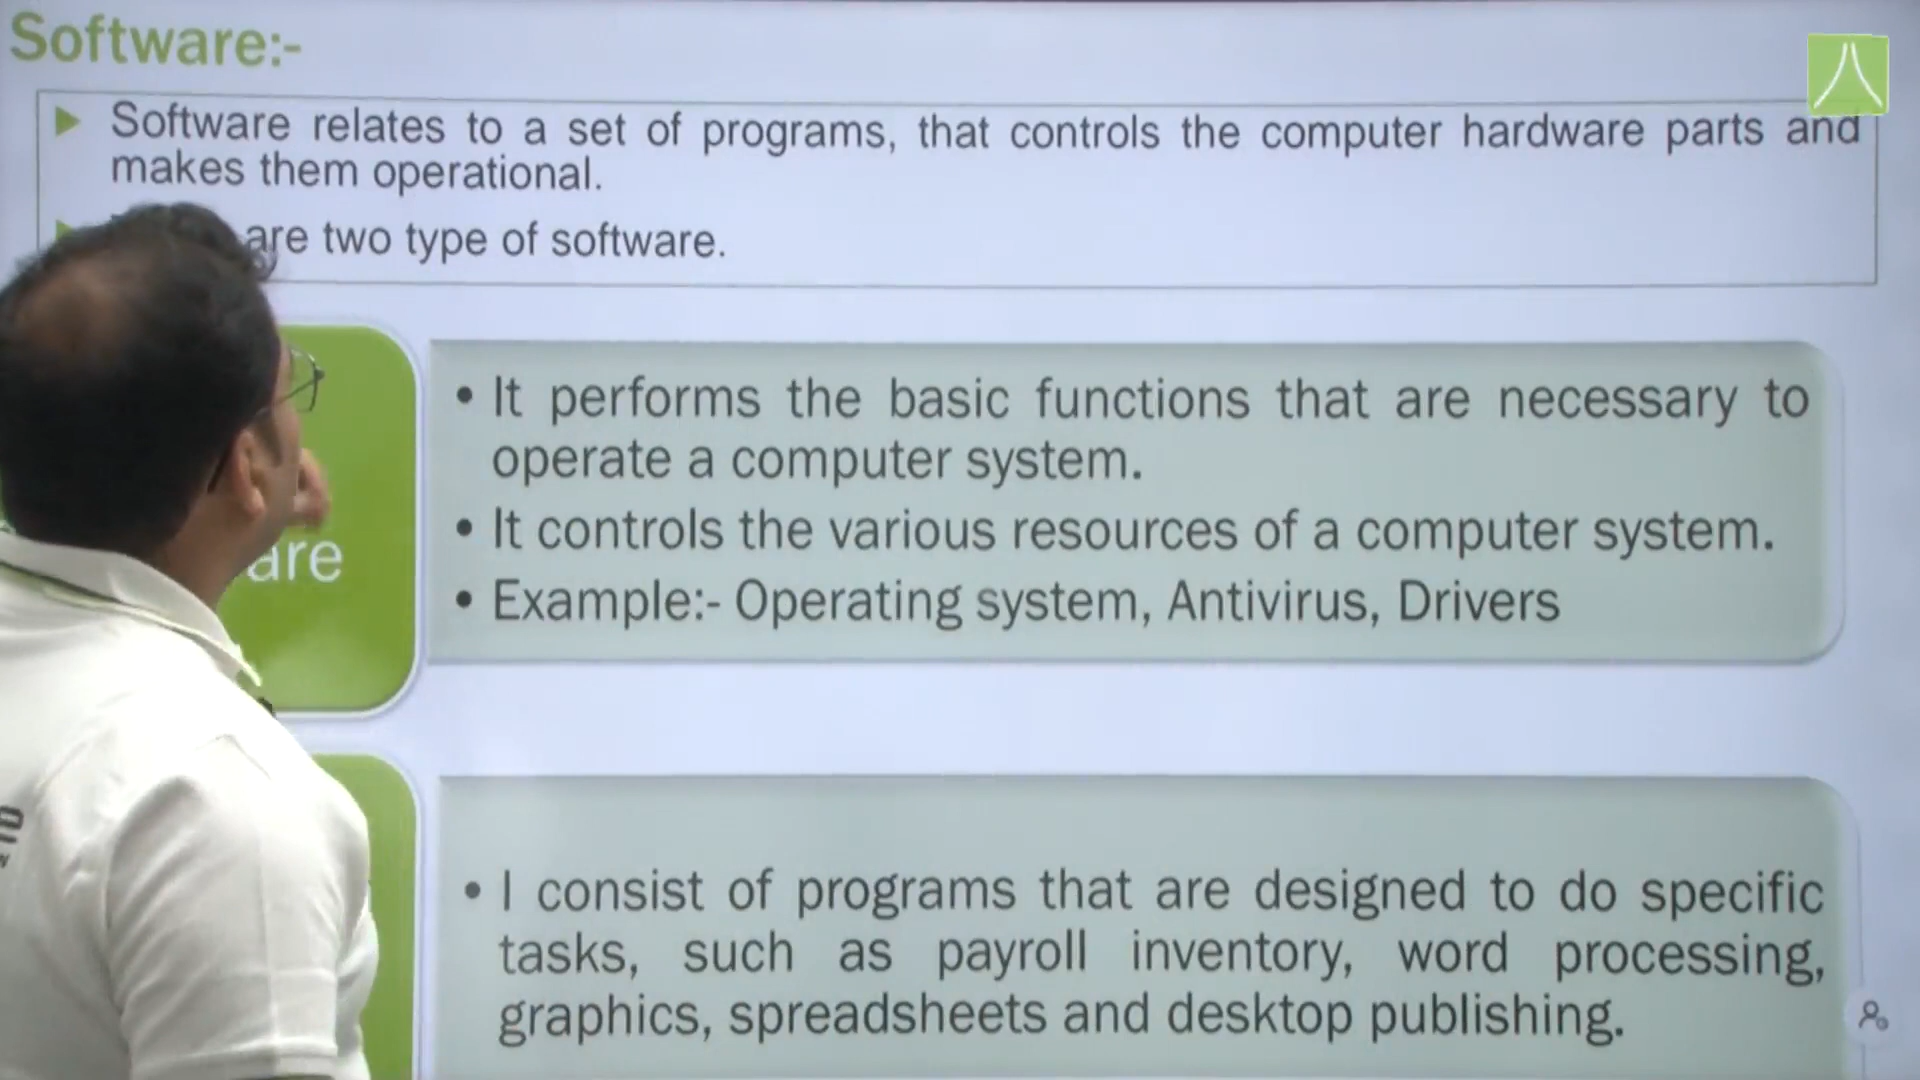 Software:-
Software relates to a set of programs, that controls the computer hardware parts and
makes them operational.
are two type of software.
• It performs the basic functions that are necessary to
operate a computer system.
• It controls the various resources of a computer system.
• Example:- Operating system, Antivirus, Drivers
are
• I consist of programs that are designed to do specific
tasks, such as payroll inventory, word processing,
graphics, spreadsheets and desktop publishing.